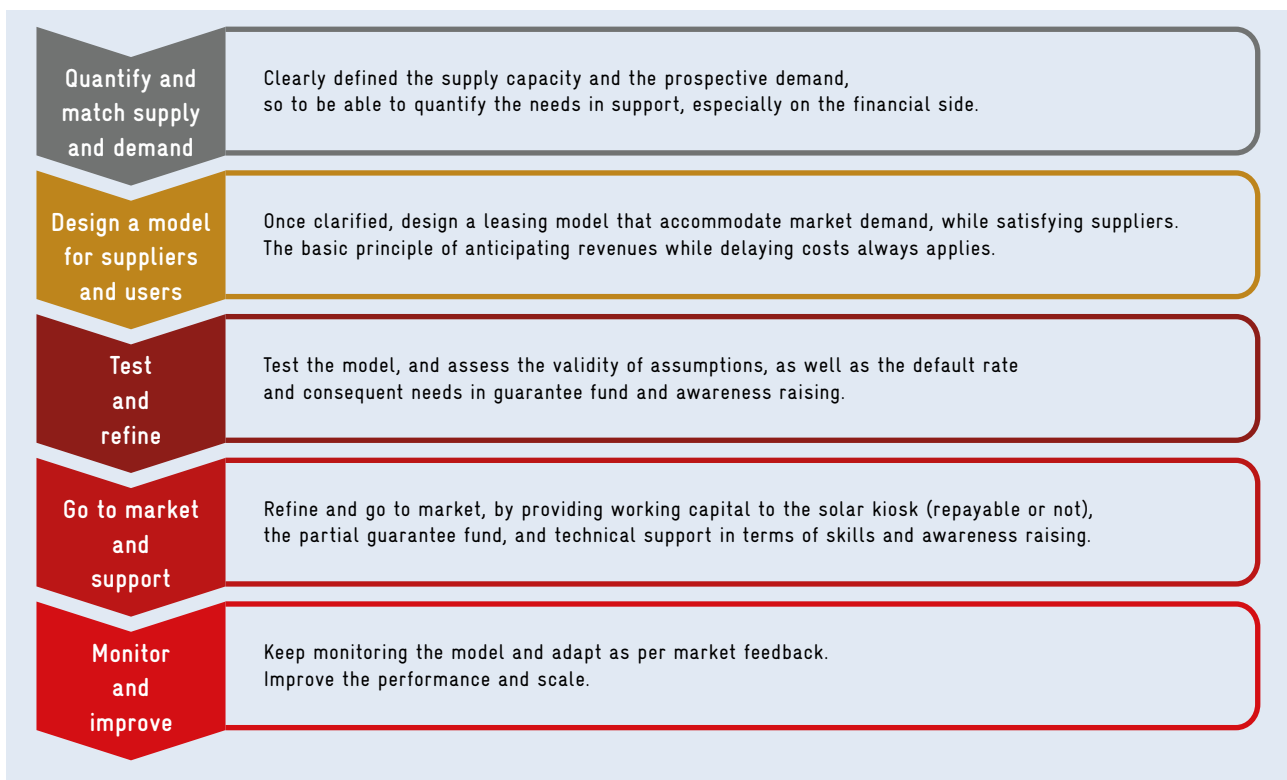 Quantify and
match supply
and demand
Clearly defined the supply capacity and the prospective demand,
so to be able to quantify the needs in support, especially on the financial side.
Design a model
for suppliers
and users
Once clarified, design a leasing model that accommodate market demand, while satisfying suppliers.
The basic principle of anticipating revenues while delaying costs always applies.
Test
and
refine
Test the model, and assess the validity of assumptions, as well as the default rate
and consequent needs in guarantee fund and awareness raising.
Go to market
and
support
Refine and go to market, by providing working capital to the solar kiosk (repayable or not),
the partial guarantee fund, and technical support in terms of skills and awareness raising.
Monitor
and
improve
Keep monitoring the model and adapt as per market feedback.
Improve the performance and scale.